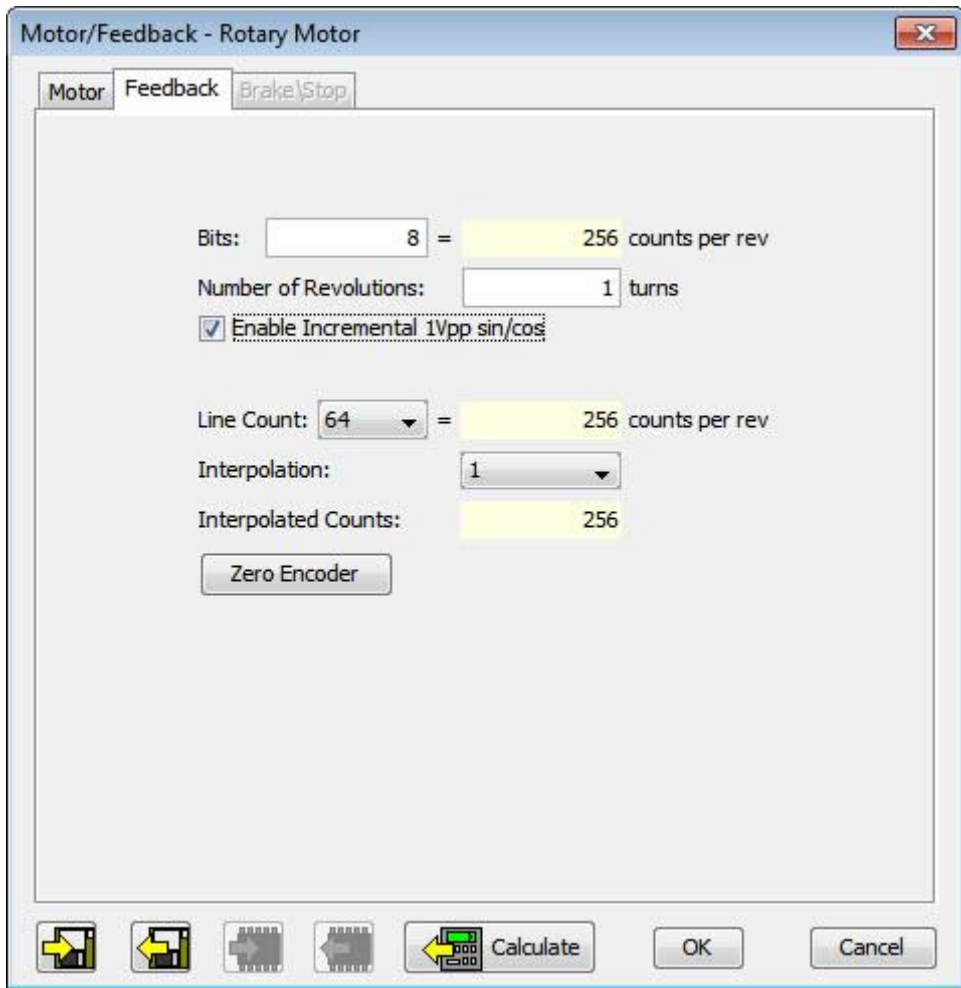 Motor/Feedback - Rotary Motor
Motor Feedback Brake\Stop
Bits: 8 = 256 counts per rev
Number of Revolutions: 1 turns
Enable Incremental 1Vpp sin/cos
Line Count: 64 = 256 counts per rev
Interpolation: 1
Interpolated Counts: 256
Zero Encoder
Calculate OK Cancel